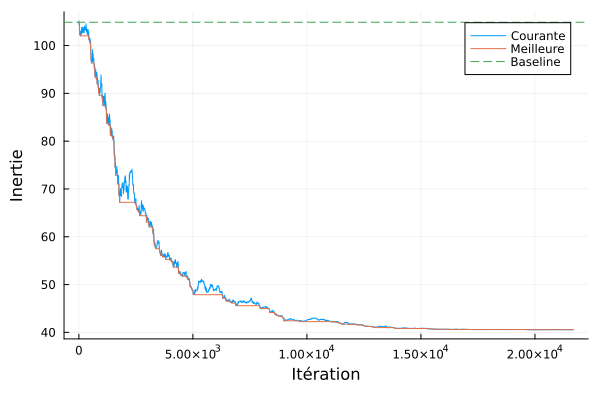 Courante
Meilleure
Baseline
Inertie
100
90
80
70
60
50
40
0
5.00×10³
1.00×10⁴
1.50×10⁴
2.00×10⁴
Itération